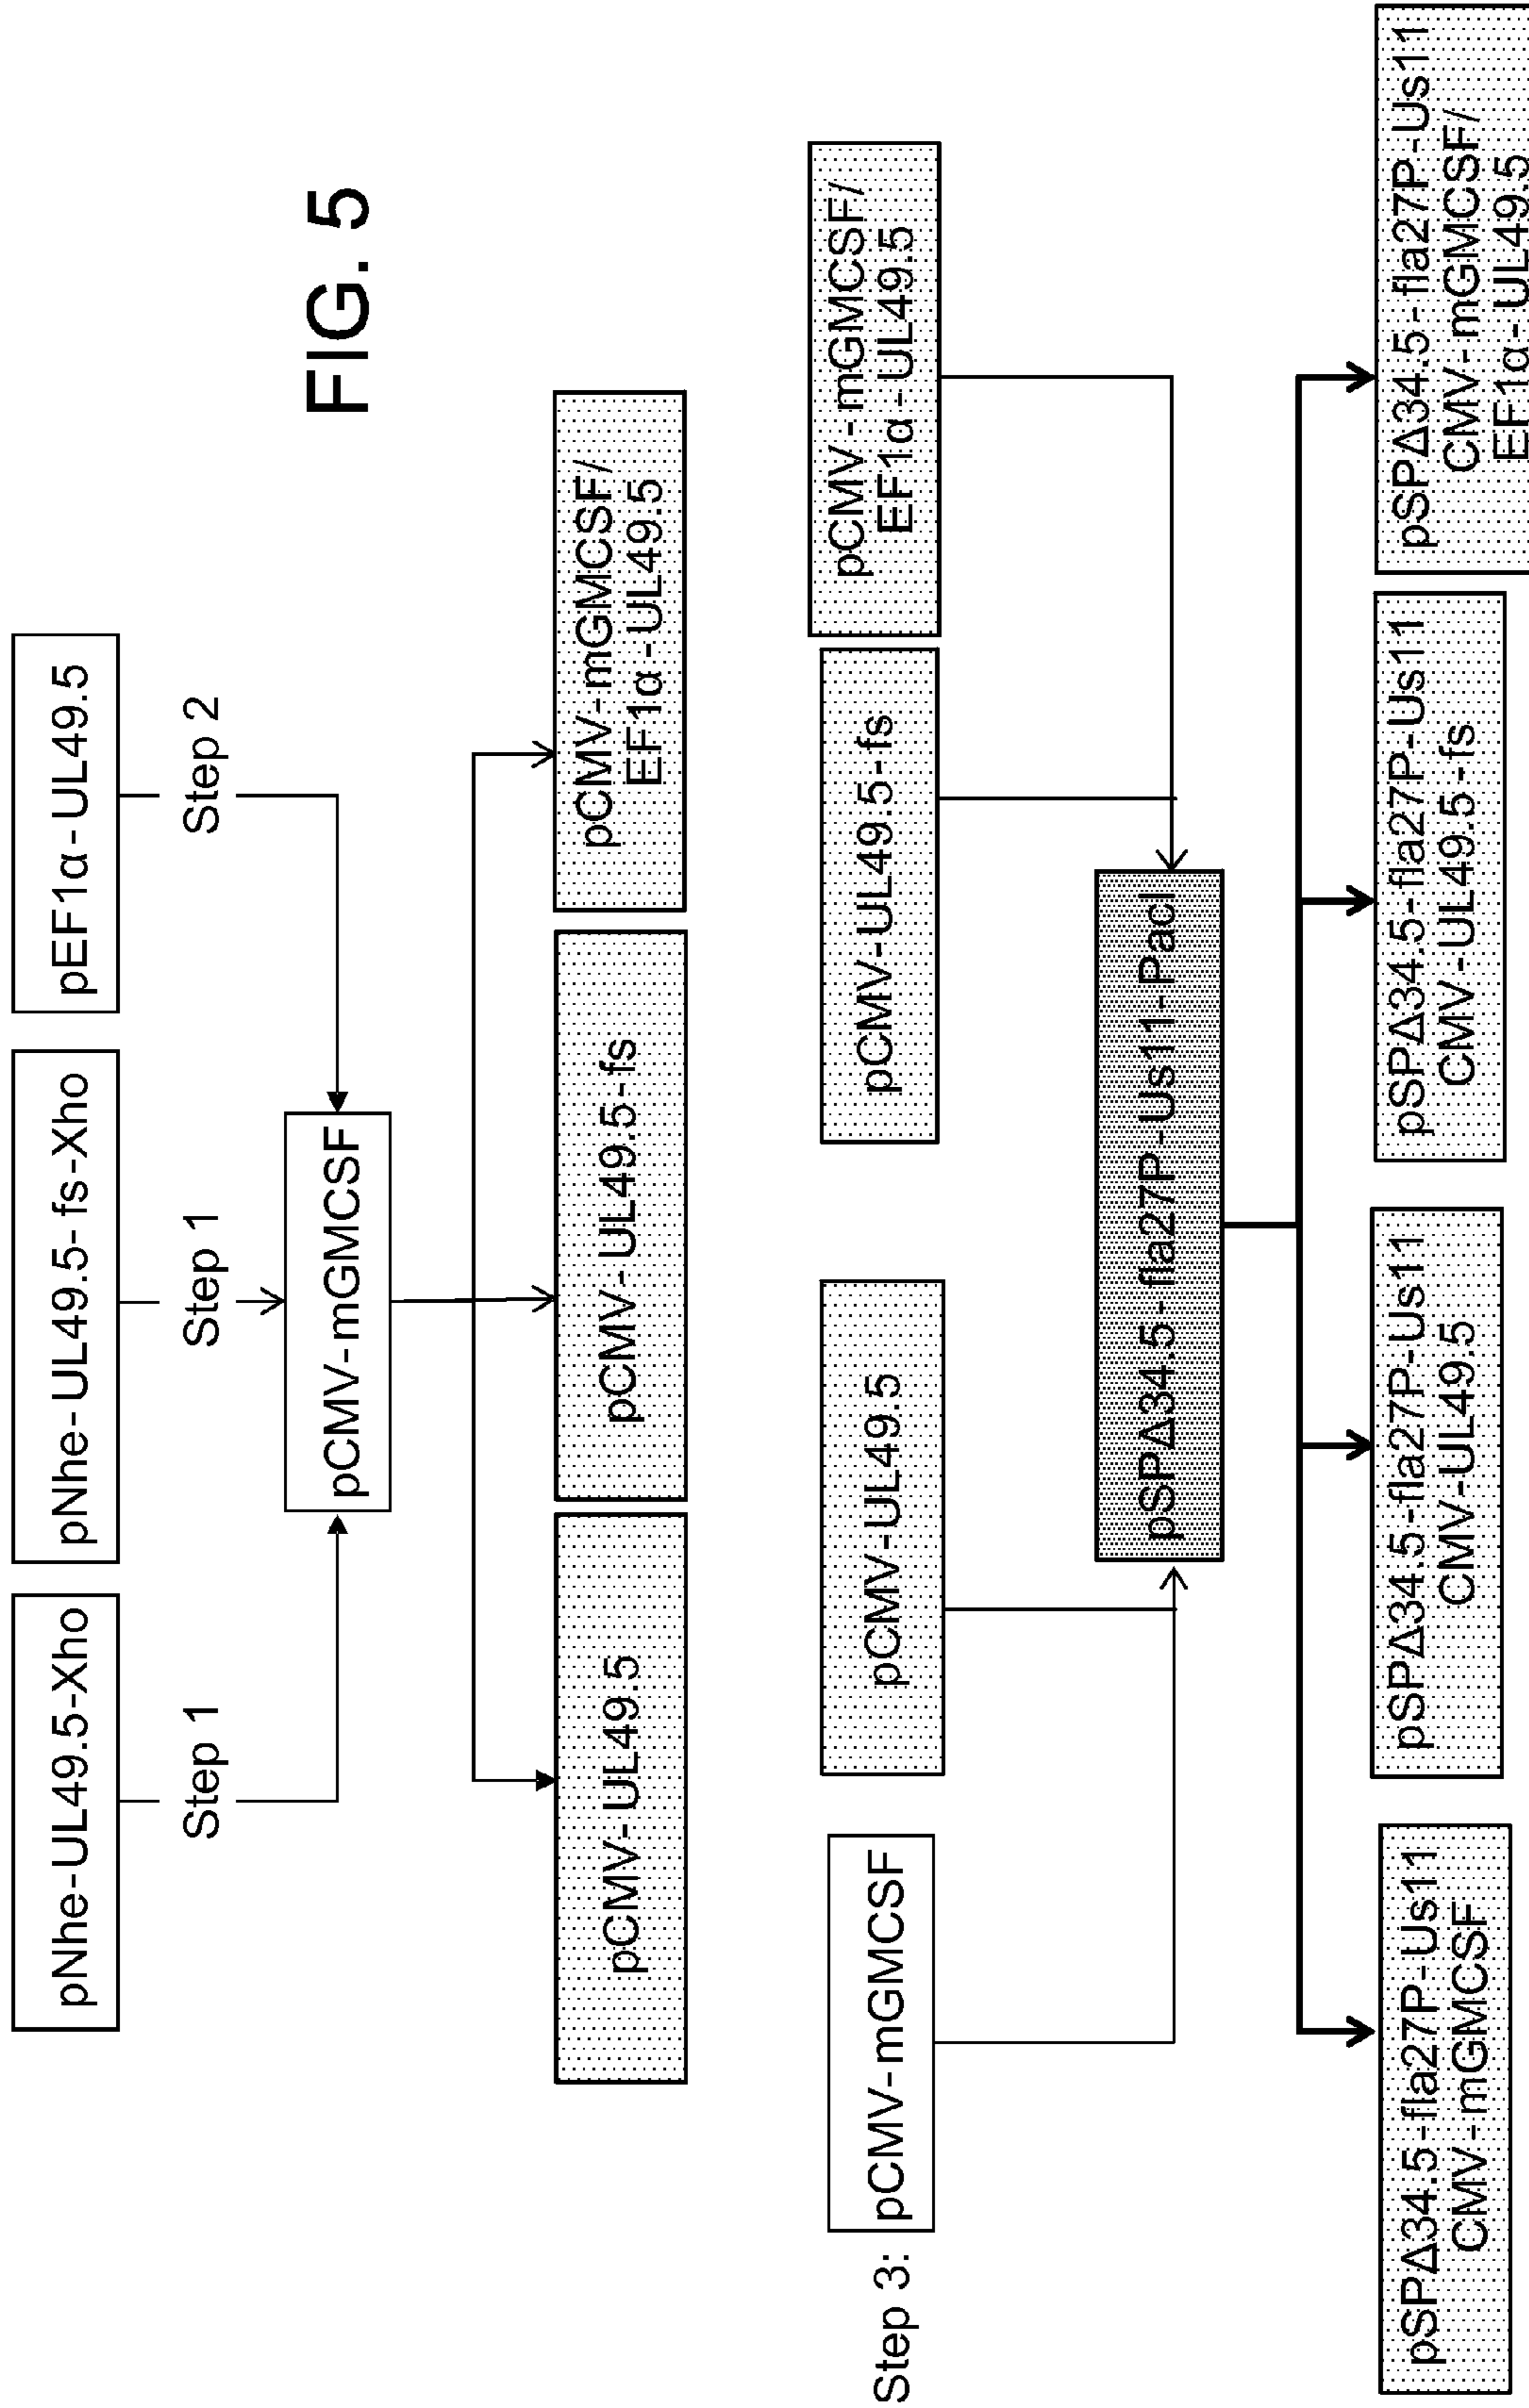 FIG. 5
pNhe-UL49.5-Xho
pNhe-UL49.5-fs-Xho
pEF1α-UL49.5
Step 1
Step 1
Step 2
pCMV-mGMCSF
pCMV-UL49.5
pCMV-UL49.5-fs
pCMV-mGMCSF/
EF1α-UL49.5
Step 3:
pCMV-mGMCSF
pCMV-UL49.5
pCMV-UL49.5-fs
pCMV-mGMCSF/
EF1α-UL49.5
pSPΔ34.5-fla27P-Us11-PacI
pSPΔ34.5-fla27P-Us11
CMV-mGMCSF
pSPΔ34.5-fla27P-Us11
CMV-UL49.5
pSPΔ34.5-fla27P-Us11
CMV-UL49.5-fs
pSPΔ34.5-fla27P-Us11
CMV-mGMCSF/
EF1α-UL49.5